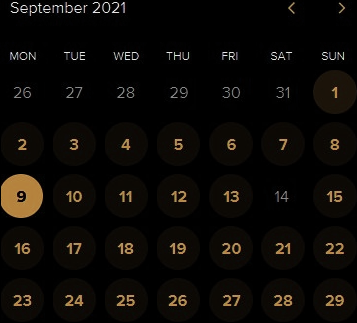 September 2021
MON TUE WED THU FRI SAT SUN
26 27 28 29 30 31 1
2 3 4 5 6 7 8
9 10 11 12 13 14 15
16 17 18 19 20 21 22
23 24 25 26 27 28 29